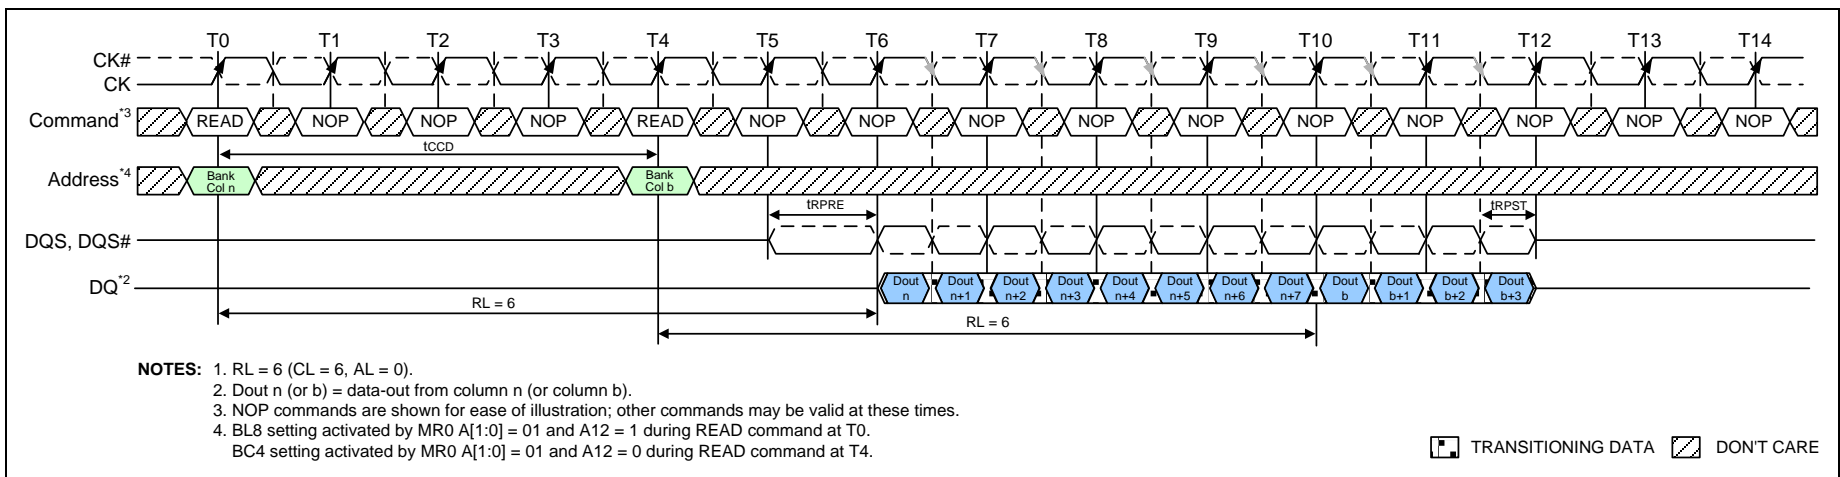 T0 T1 T2 T3 T4 T5 T6 T7 T8 T9 T10 T11 T12 T13 T14
CK#
CK
Command*3 READ NOP NOP NOP READ NOP NOP NOP NOP NOP NOP NOP NOP NOP NOP
tCCD
Address*4 Bank Col n Bank Col b
tRPRE tRPST
DQS, DQS#
DQ*2 Dout n Dout n+1 Dout n+2 Dout n+3 Dout n+4 Dout n+5 Dout n+6 Dout n+7 Dout b Dout b+1 Dout b+2 Dout b+3
RL = 6
RL = 6
NOTES: 1. RL = 6 (CL = 6, AL = 0).
2. Dout n (or b) = data-out from column n (or column b).
3. NOP commands are shown for ease of illustration; other commands may be valid at these times.
4. BL8 setting activated by MR0 A[1:0] = 01 and A12 = 1 during READ command at T0.
BC4 setting activated by MR0 A[1:0] = 01 and A12 = 0 during READ command at T4.
TRANSITIONING DATA DON'T CARE